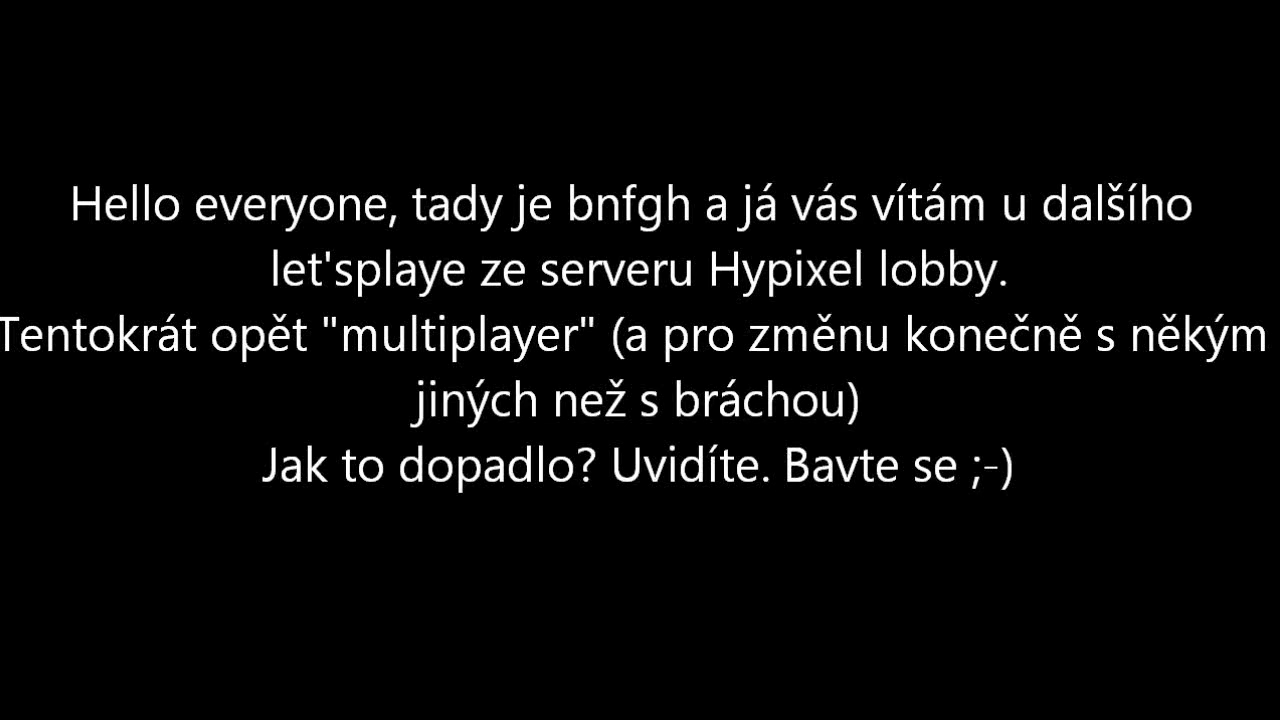 Hello everyone, tady je bnfgh a já vás vítám u dalšího
let'splaye ze serveru Hypixel lobby.
Tentokrát opět "multiplayer" (a pro změnu konečně s někým
jiných než s bráchou)
Jak to dopadlo? Uvidíte. Bavte se ;-)